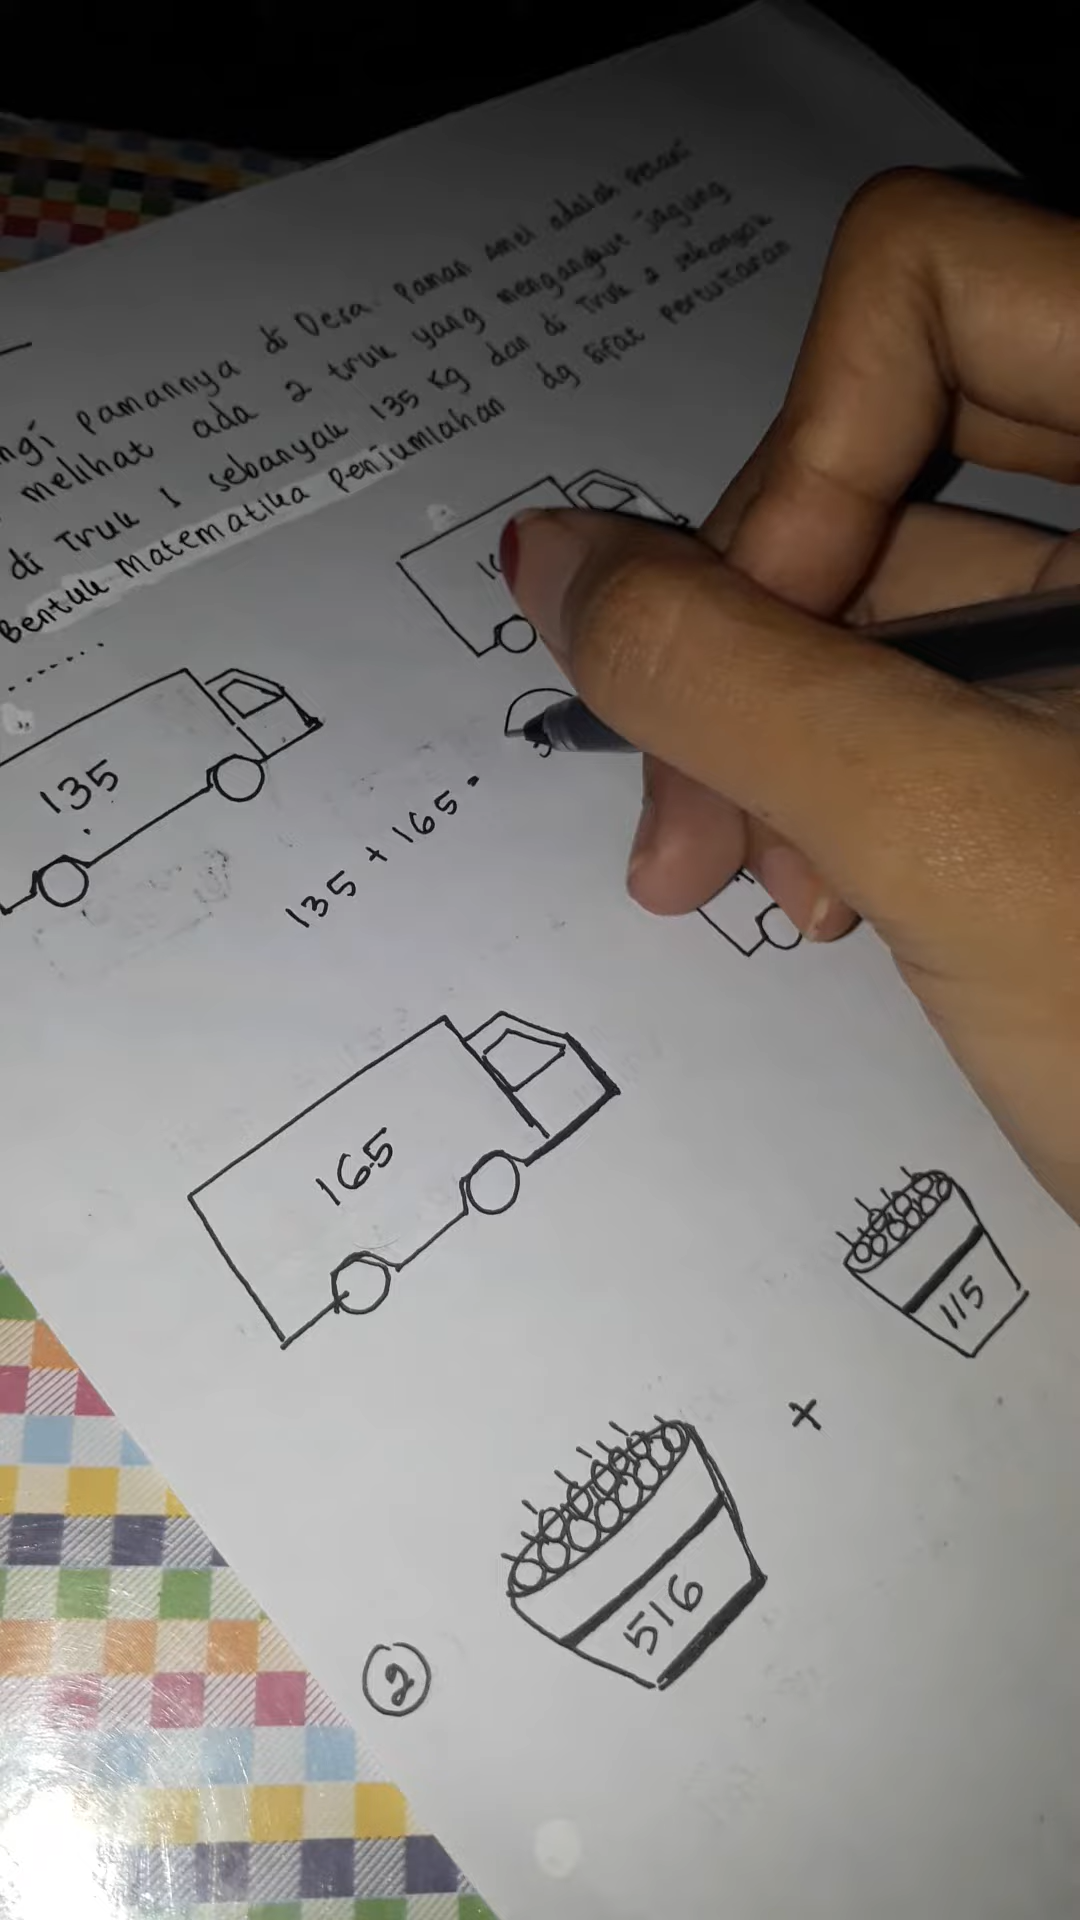 ngi pamannya di Desa. Paman Amel adalah petani
melihat ada 2 truk yang mengangkut jagung
di Truk 1 sebanyak 135 Kg dan di Truk 2 sebanyak
Bentuk Matematika penjumlahan dg sifat pertukaran
........
135
135 + 165 =
165
115
+
516
2